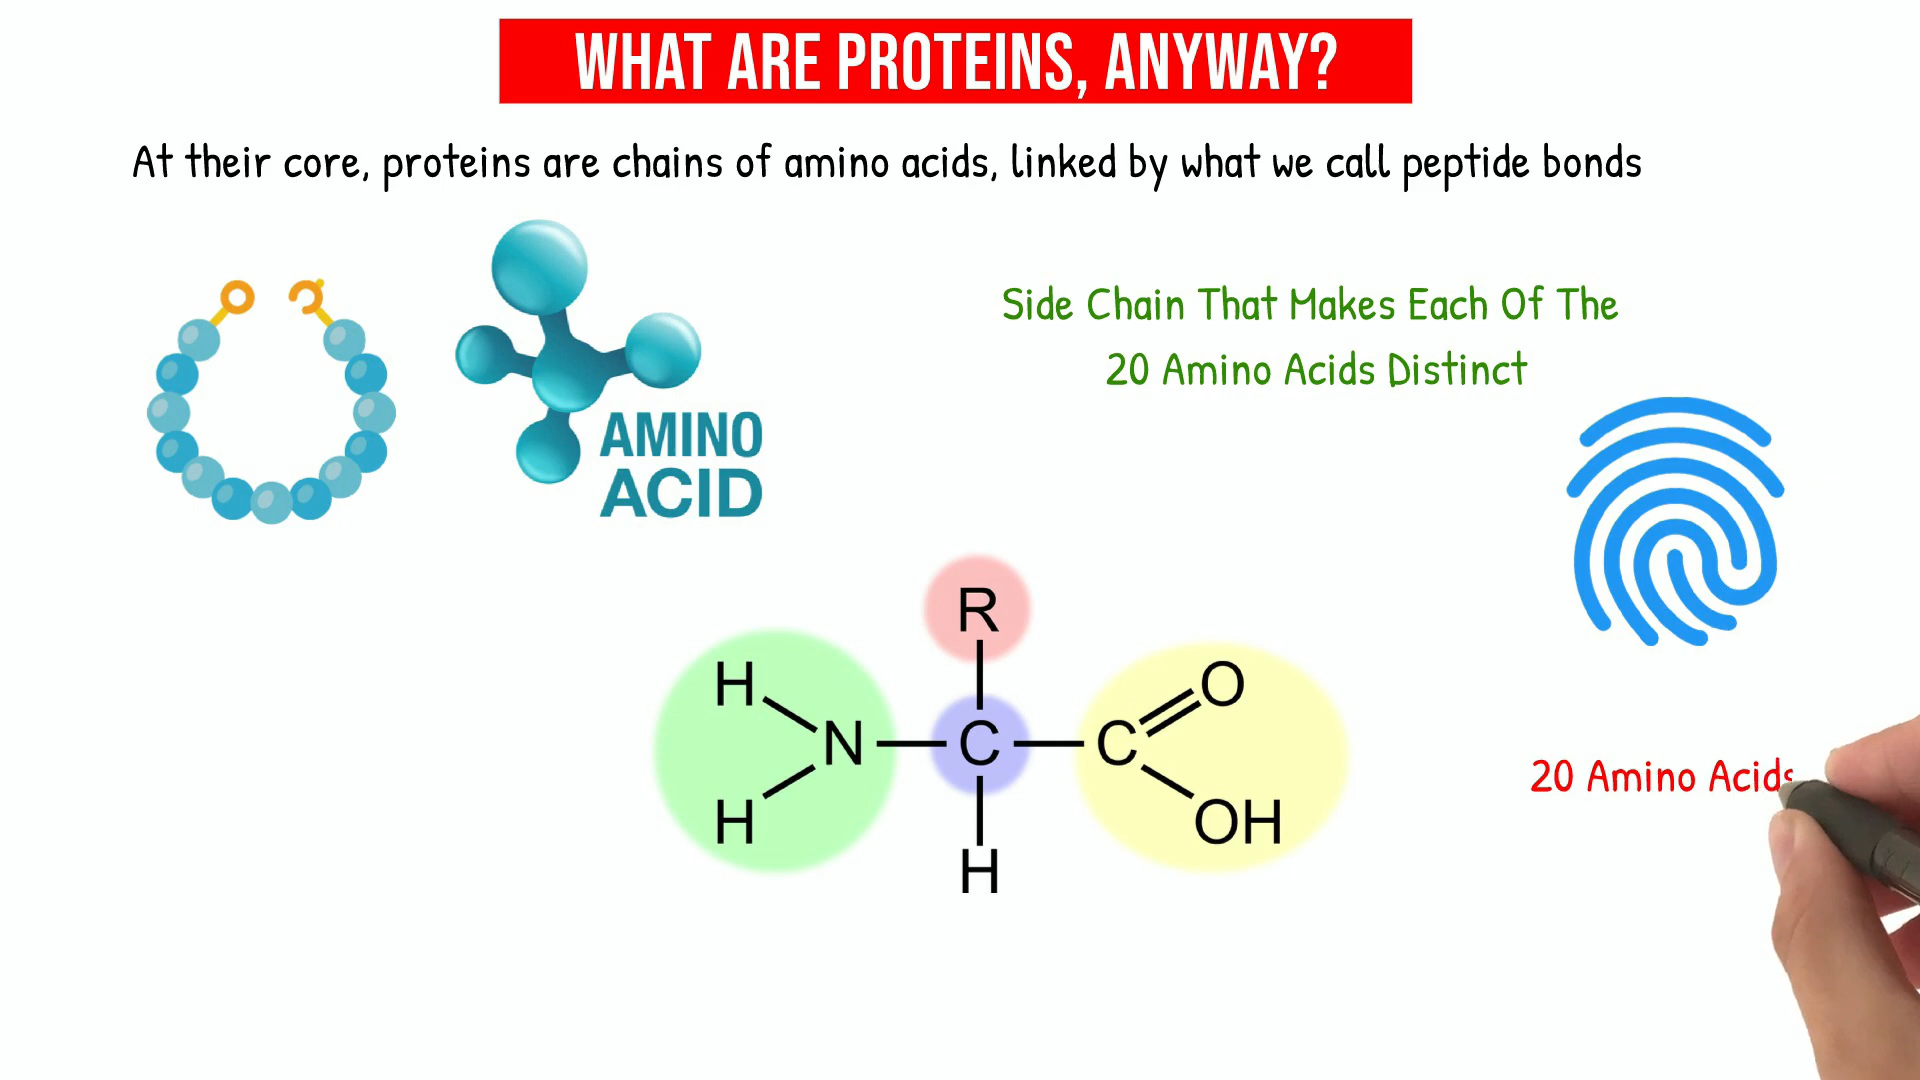 WHAT ARE PROTEINS, ANYWAY?
At their core, proteins are chains of amino acids, linked by what we call peptide bonds
AMINO
ACID
Side Chain That Makes Each Of The
20 Amino Acids Distinct
R
H
O
N
C
C
H
OH
H
20 Amino Acids